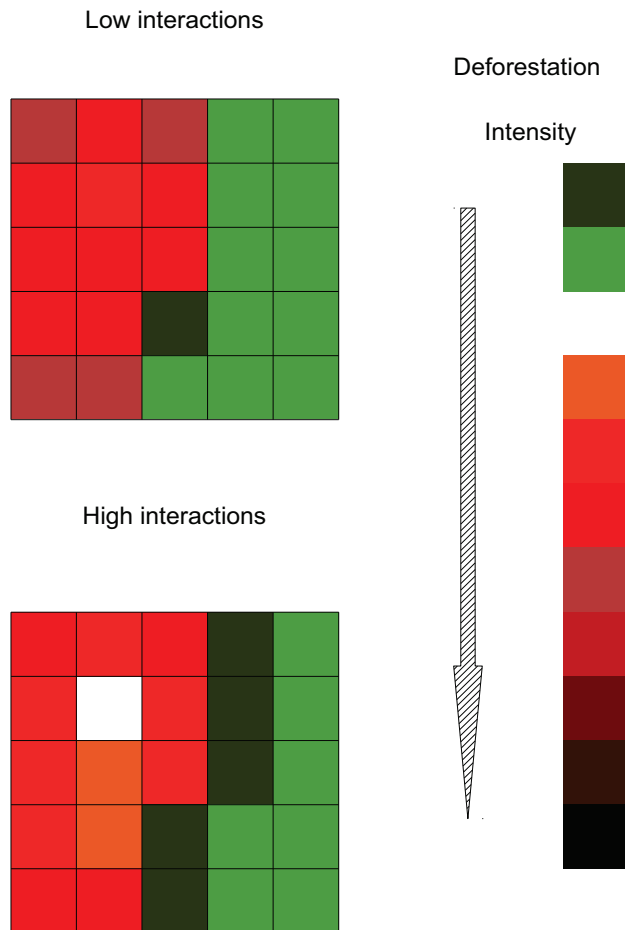 Low interactions
Deforestation
Intensity
High interactions